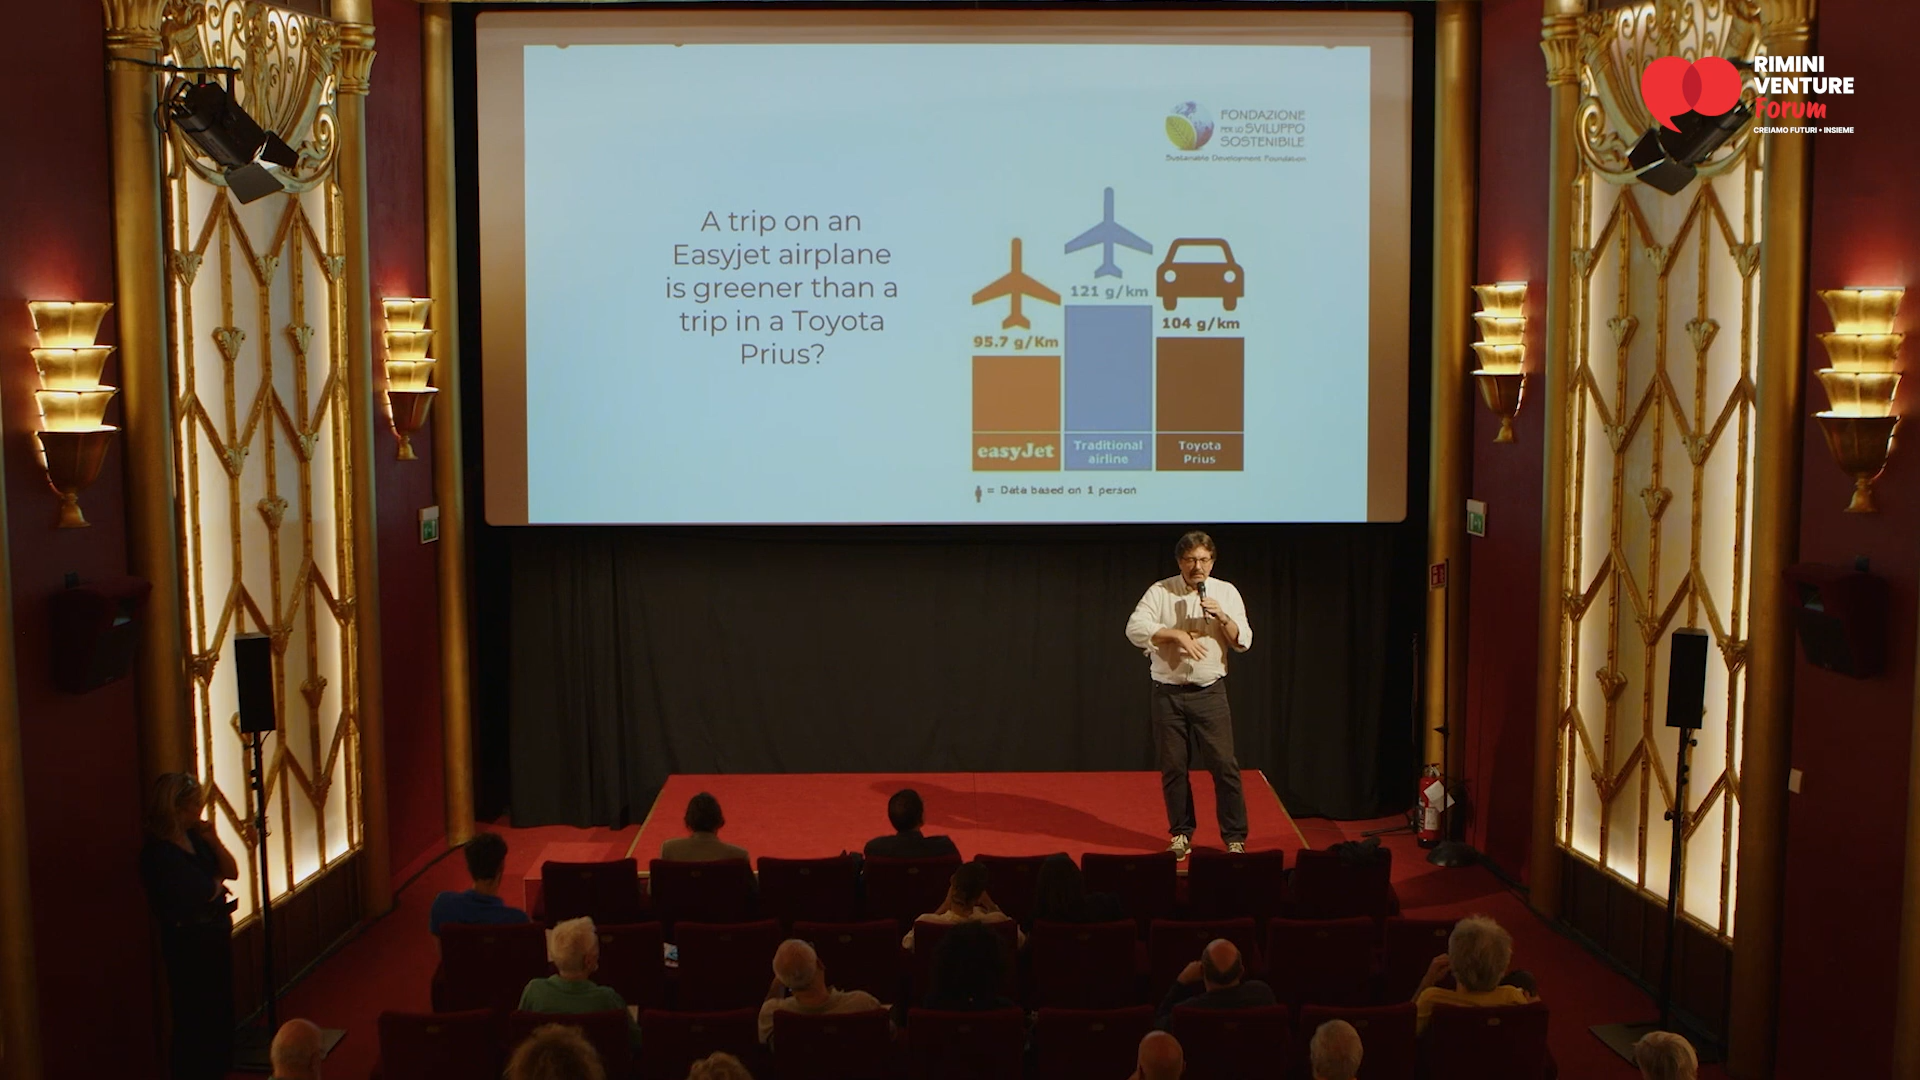 RIMINI
VENTURE
Forum
CREIAMO FUTURI • INSIEME
FONDAZIONE
PER LO SVILUPPO
SOSTENIBILE
Sustainable Development Foundation
A trip on an
Easyjet airplane
is greener than a
trip in a Toyota
Prius?
121 g/km
104 g/km
95.7 g/Km
easyJet
Traditional
airline
Toyota
Prius
= Data based on 1 person